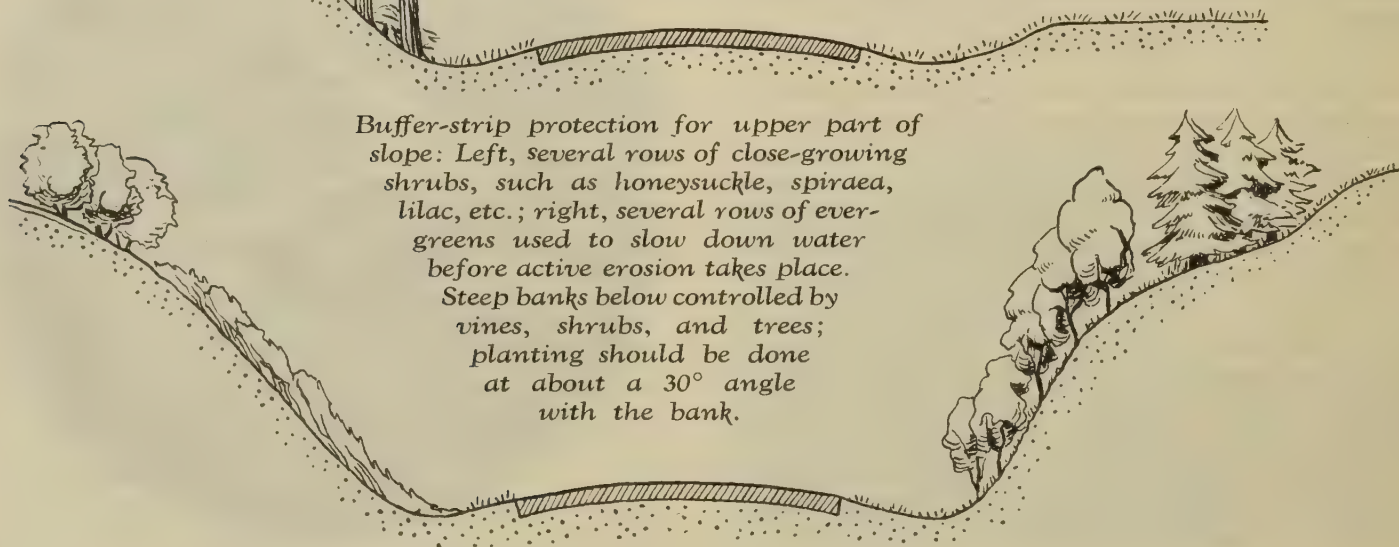 Buffer-strip protection for upper part of
slope: Left, several rows of close-growing
shrubs, such as honeysuckle, spiraea,
lilac, etc.; right, several rows of ever-
greens used to slow down water
before active erosion takes place.
Steep banks below controlled by
vines, shrubs, and trees;
planting should be done
at about a 30° angle
with the bank.